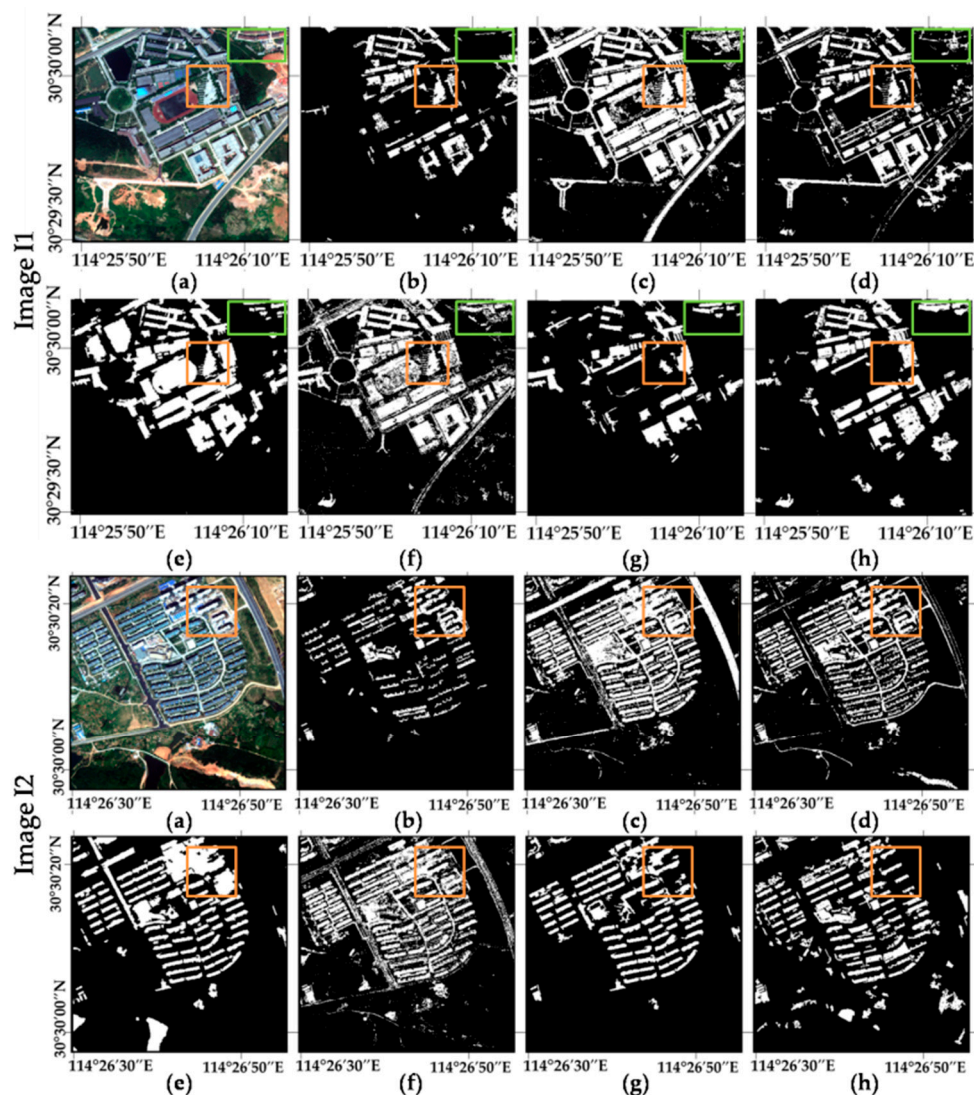 Image I1
30°30′00″N
30°29′30″N
114°25′50″E 114°26′10″E 114°25′50″E 114°26′10″E 114°25′50″E 114°26′10″E 114°25′50″E 114°26′10″E
(a) (b) (c) (d)
30°30′00″N
30°29′30″N
114°25′50″E 114°26′10″E 114°25′50″E 114°26′10″E 114°25′50″E 114°26′10″E 114°25′50″E 114°26′10″E
(e) (f) (g) (h)
Image I2
30°30′20″N
30°30′00″N
114°26′30″E 114°26′50″E 114°26′30″E 114°26′50″E 114°26′30″E 114°26′50″E 114°26′30″E 114°26′50″E
(a) (b) (c) (d)
30°30′20″N
30°30′00″N
114°26′30″E 114°26′50″E 114°26′30″E 114°26′50″E 114°26′30″E 114°26′50″E 114°26′30″E 114°26′50″E
(e) (f) (g) (h)